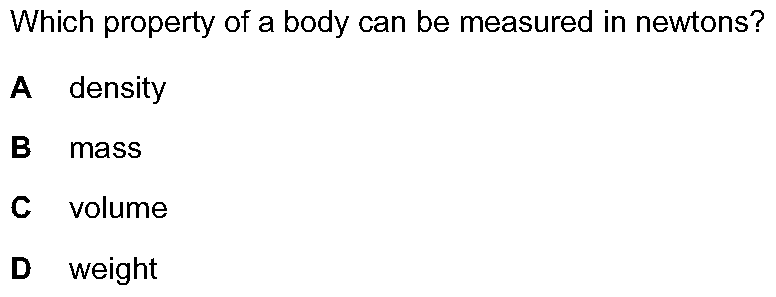 Which property of a body can be measured in newtons?
A density
B mass
C volume
D weight